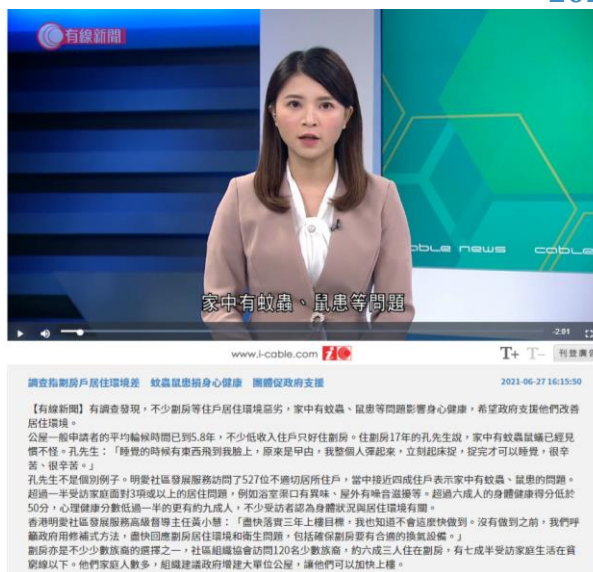 202
有線新聞
able news
cable
家中有蚊蟲、鼠患等問題
-2:01
www.i-cable.com
T+ T- 刊登廣告
調查指劏房戶居住環境差 蚊蟲鼠患損身心健康 團體促政府支援 2021-06-27 16:15:50
【有線新聞】有調查發現,不少劏房等住戶居住環境惡劣,家中有蚊蟲、鼠患等問題影響身心健康,希望政府支援他們改善
居住環境。
公屋一般申請者的平均輪候時間已到5.8年,不少低收入住戶只好住劏房。住劏房17年的孔先生說,家中有蚊蟲鼠蟻已經見
慣不怪。孔先生:「睡覺的時候有東西飛到我臉上,原來是曱甴,我整個人彈起來,立刻起床捉,捉完才可以睡覺,很辛
苦、很辛苦。」
孔先生不是個別例子。明愛社區發展服務訪問了527位不適切居所住戶,當中接近四成住戶表示家中有蚊蟲、鼠患的問題。
超過一半受訪家庭面對3項或以上的居住問題,例如浴室渠口有異味、屋外有噪音滋擾等。超過六成人的身體健康得分低於
50分,心理健康分數低過一半的更有約九成人,不少受訪者認為身體狀況與居住環境有關。
香港明愛社區發展服務高級督導主任黃小慧:「盡快落實三年上樓目標,我也知道不會這麼快做到。沒有做到之前,我們呼
籲政府用修補式方法,盡快回應劏房居住環境和衛生問題,包括確保劏房要有合適的換氣設備。」
劏房亦是不少少數族裔的選擇之一,社區組織協會訪問120名少數族裔,約六成三人住在劏房,有七成半受訪家庭生活在貧
窮線以下。他們家庭人數多,組織建議政府增建大單位公屋,讓他們可以加快上樓。